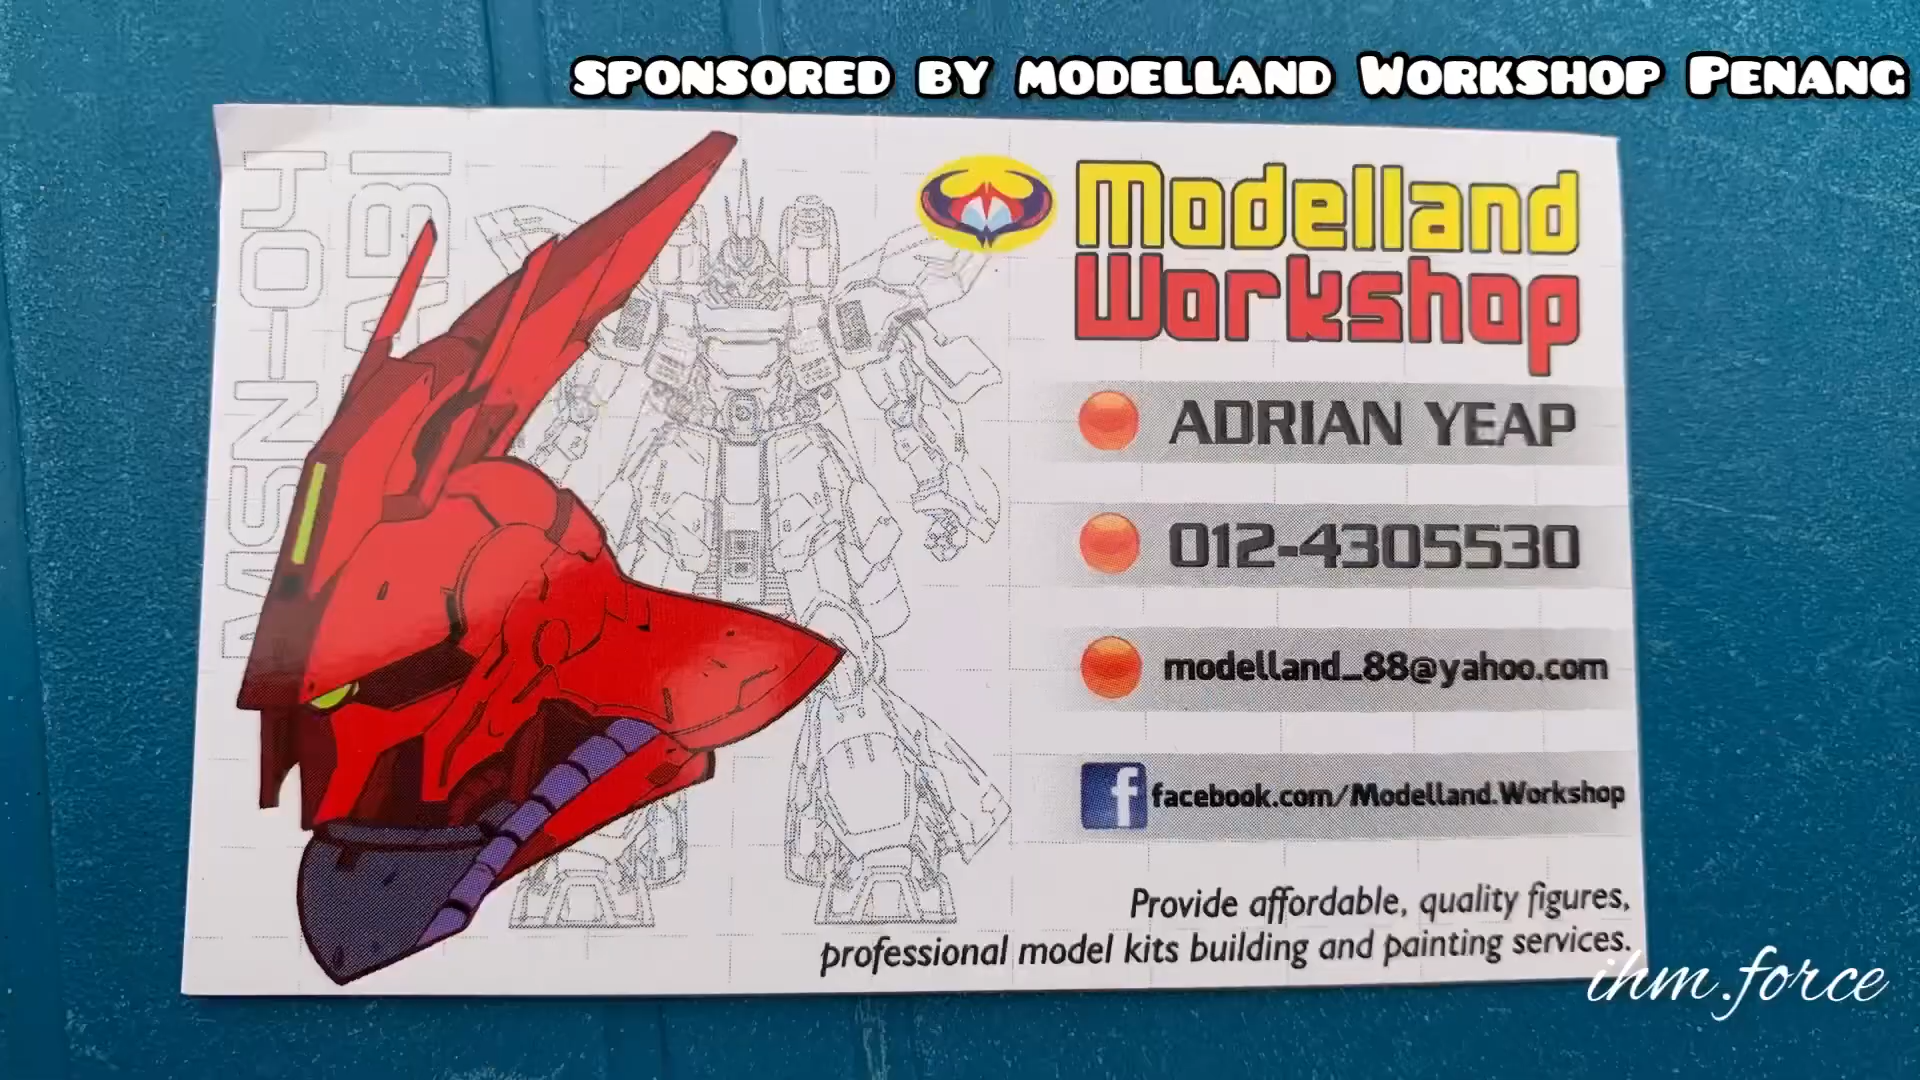 SPONSORED BY MODELLAND WORKSHOP PENANG
MSN-04
Modelland
Workshop
ADRIAN YEAP
012-4305530
modelland_88@yahoo.com
f facebook.com/Modelland.Workshop
Provide affordable, quality figures,
professional model kits building and painting services.
ihm.force